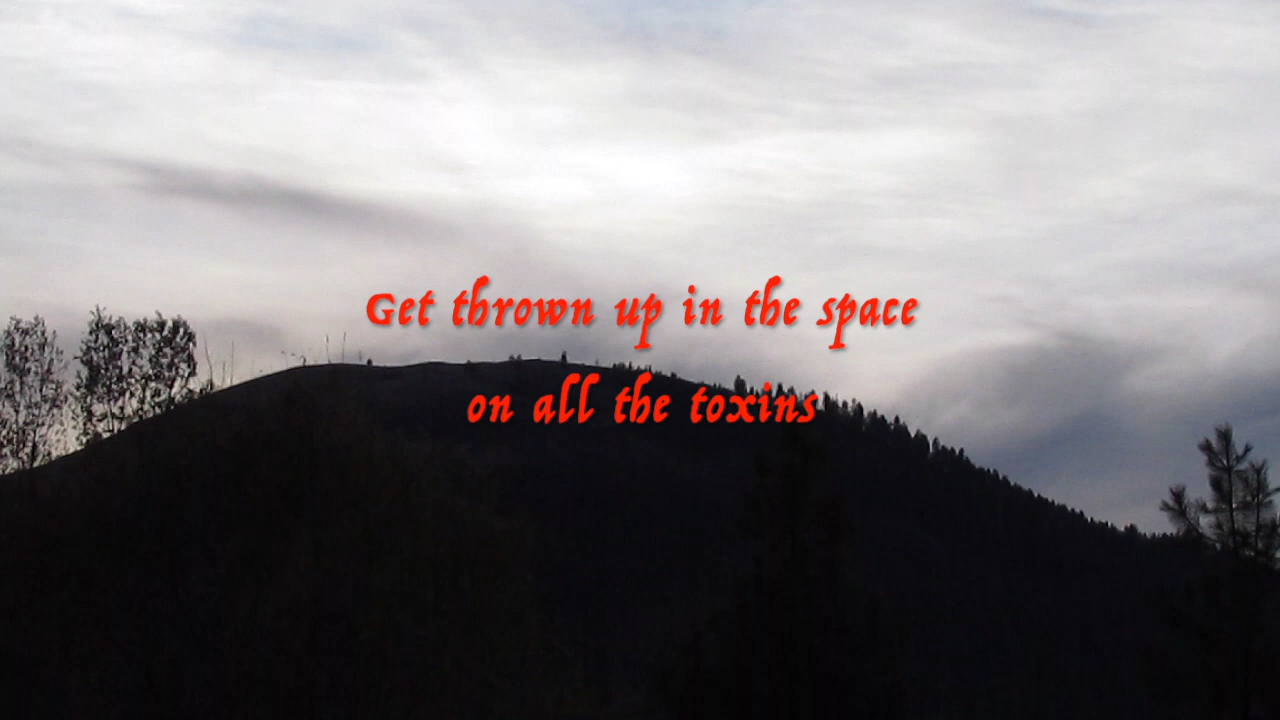 Get thrown up in the space
on all the toxins